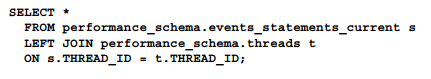 SELECT *
FROM performance_schema.events_statements_current s
LEFT JOIN performance_schema.threads t
ON s.THREAD_ID = t.THREAD_ID;